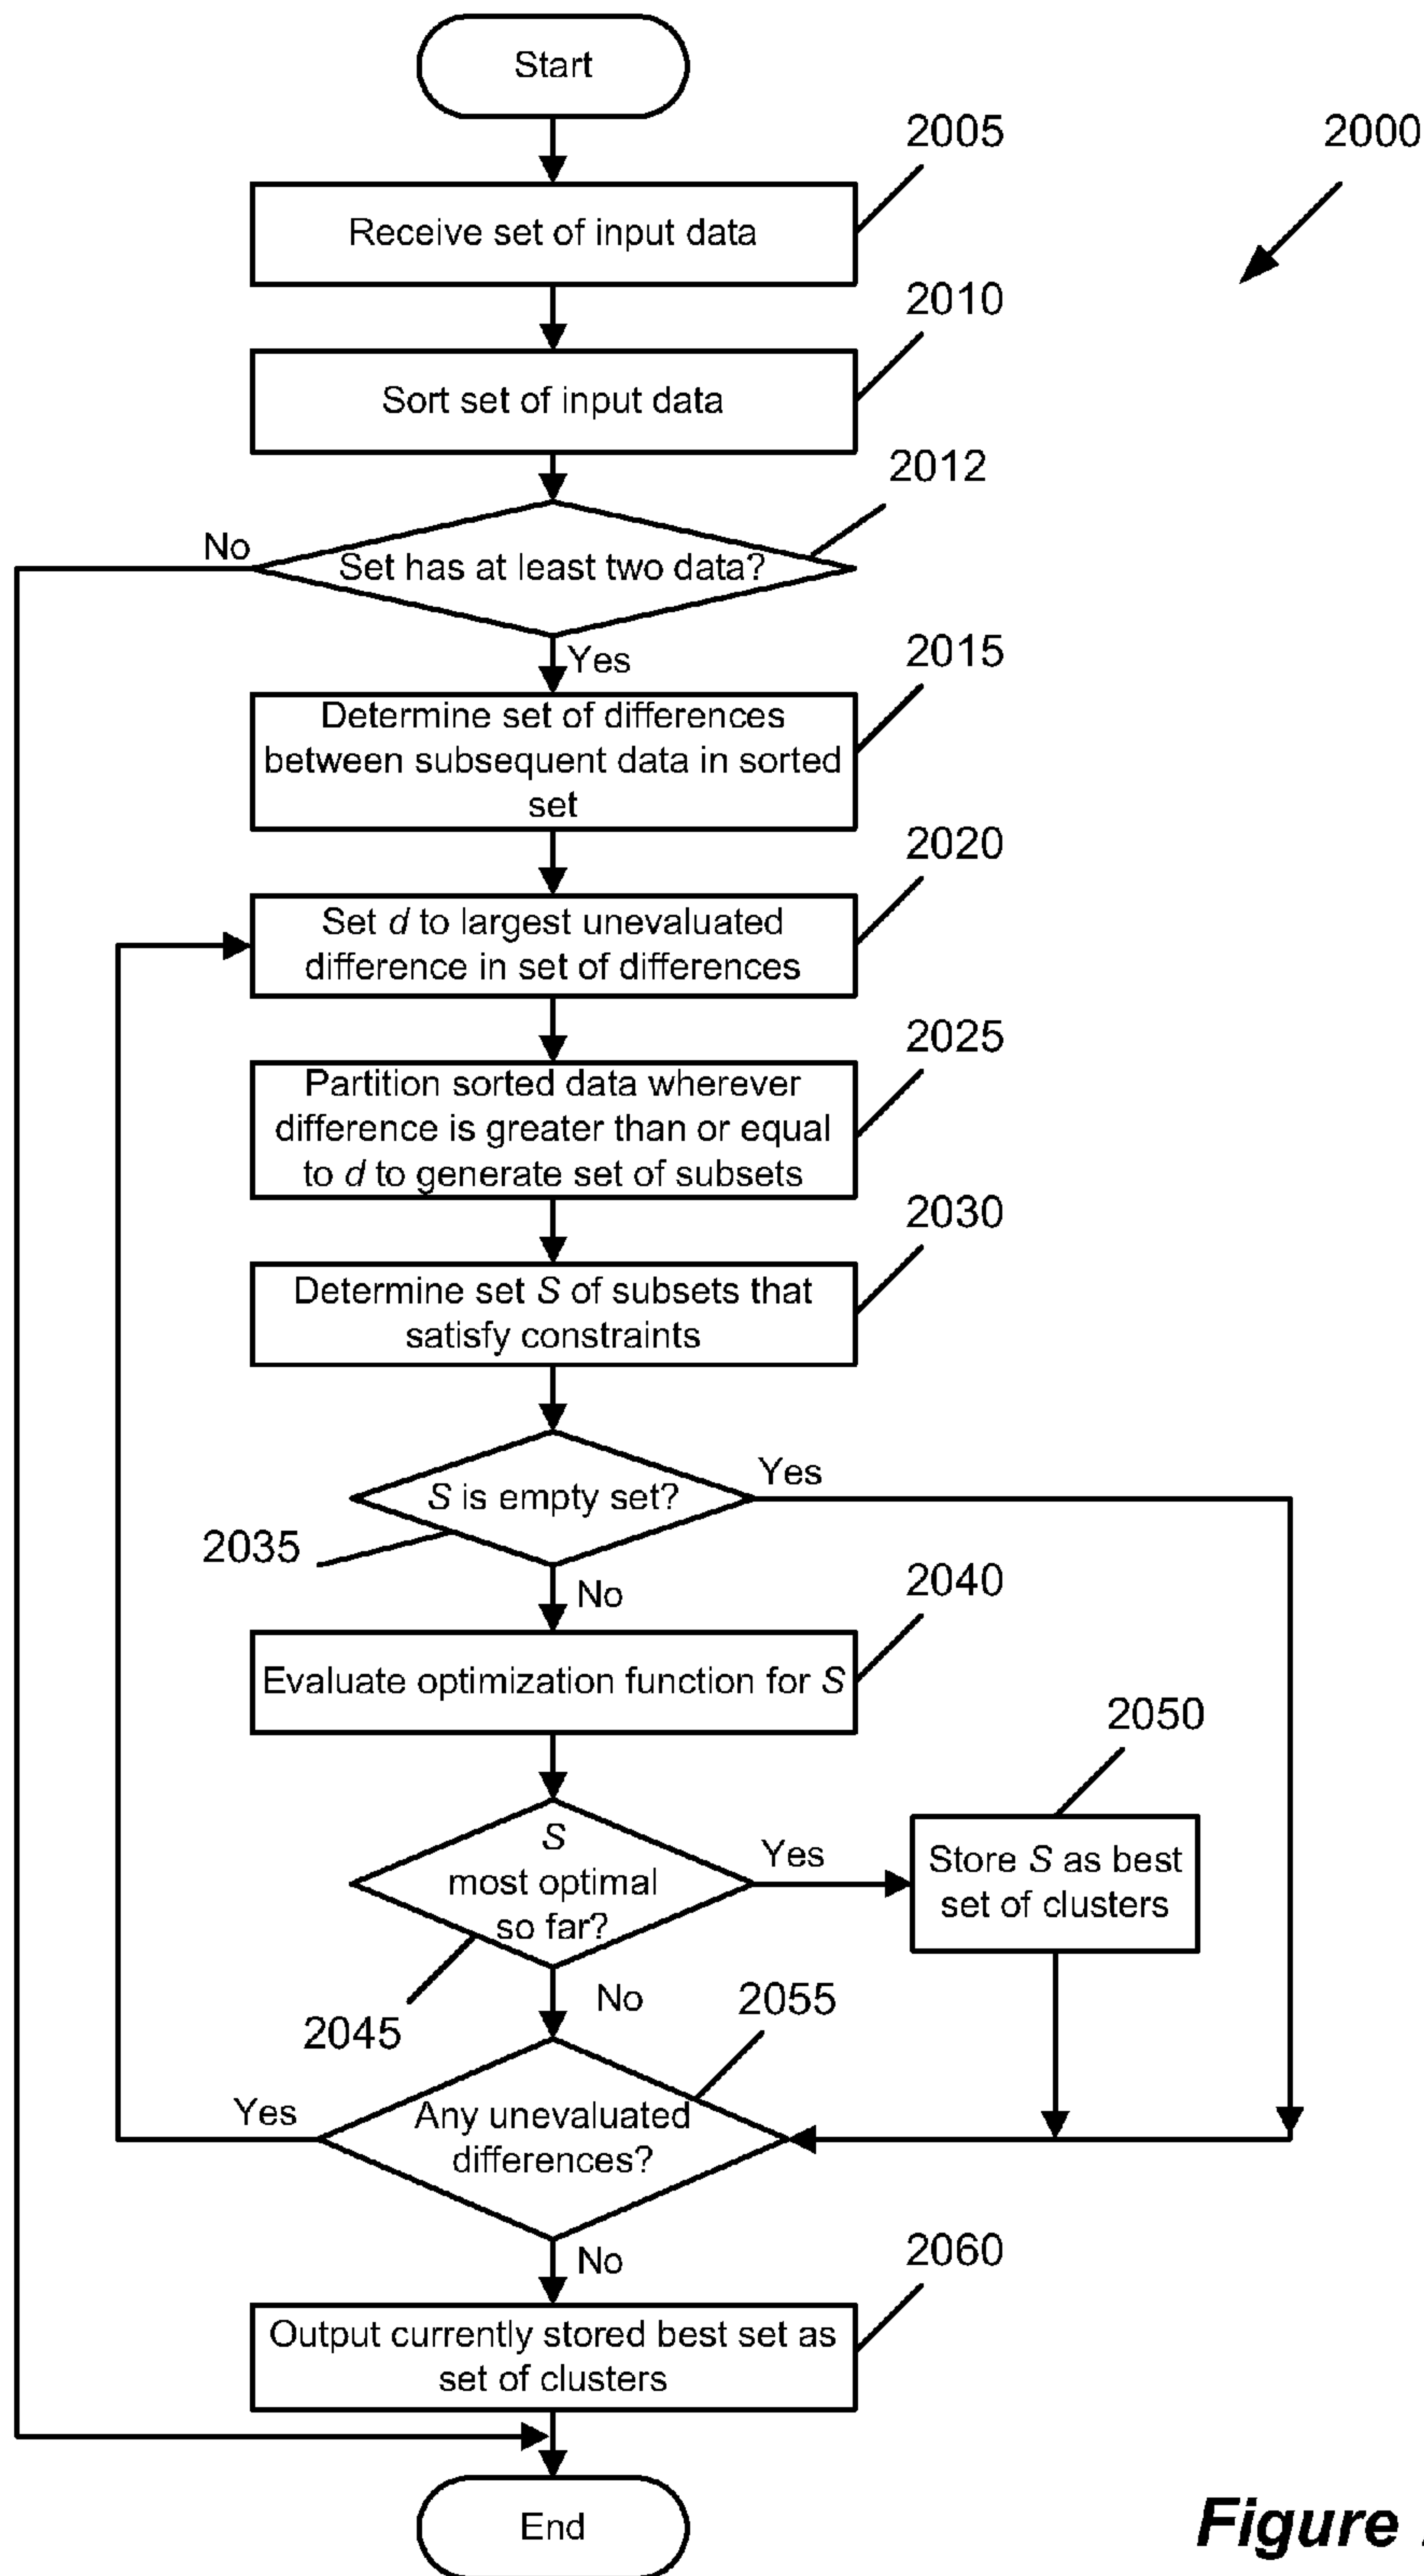 Start
2005
2000
Receive set of input data
2010
Sort set of input data
2012
No
Set has at least two data?
Yes
2015
Determine set of differences
between subsequent data in sorted
set
2020
Set d to largest unevaluated
difference in set of differences
2025
Partition sorted data wherever
difference is greater than or equal
to d to generate set of subsets
2030
Determine set S of subsets that
satisfy constraints
Yes
S is empty set?
2035
No
2040
Evaluate optimization function for S
2050
S
most optimal
so far?
Yes
Store S as best
set of clusters
No
2055
2045
Yes
Any unevaluated
differences?
No
2060
Output currently stored best set as
set of clusters
End
Figure